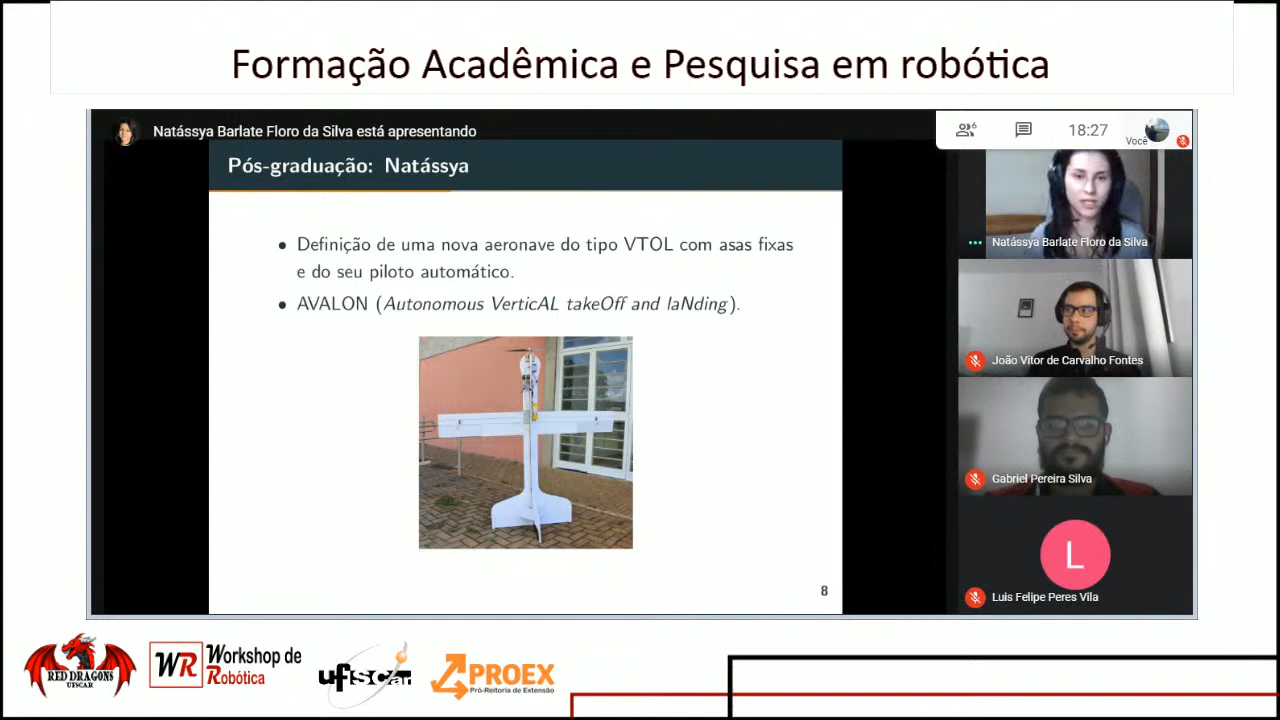 Formação Acadêmica e Pesquisa em robótica
Natássya Barlate Floro da Silva está apresentando
6
18:27
Você
Pós-graduação: Natássya
• Definição de uma nova aeronave do tipo VTOL com asas fixas
e do seu piloto automático.
• AVALON (Autonomous VerticAL takeOff and laNding).
8
Natássya Barlate Floro da Silva
João Vitor de Carvalho Fontes
Gabriel Pereira Silva
L
Luis Felipe Peres Vila
RED DRAGONS
UFSCAR
WR
Workshop de
Robótica
ufscar
PROEX
Pró-Reitoria de Extensão